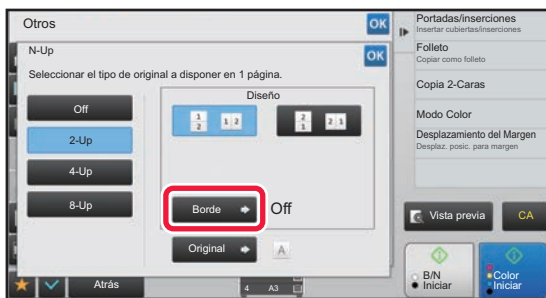 Otros
OK
N-Up
OK
Seleccionar el tipo de original a disponer en 1 página.
Off
2-Up
4-Up
8-Up
Diseño
1
2
1 2
2
1
2 1
Borde
Off
Original
A
Atrás
4 A3
Portadas/inserciones
Insertar cubiertas/inserciones
Folleto
Copiar como folleto
Copia 2-Caras
Modo Color
Desplazamiento del Margen
Desplaz. posic. para margen
Vista previa
CA
B/N
Iniciar
Color
Iniciar